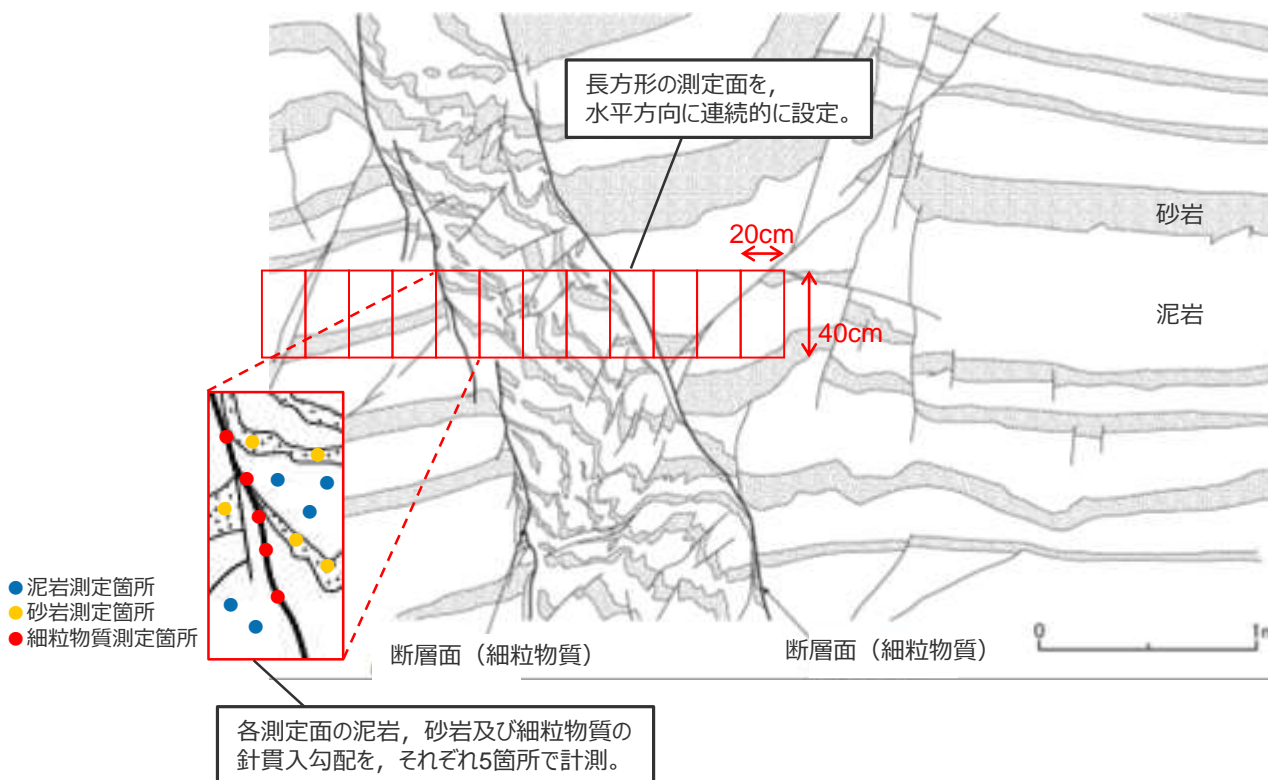 長方形の測定面を，
水平方向に連続的に設定。
砂岩
20cm
泥岩
40cm
泥岩測定箇所
砂岩測定箇所
細粒物質測定箇所
断層面（細粒物質）
断層面（細粒物質）
0
1m
各測定面の泥岩，砂岩及び細粒物質の
針貫入勾配を，それぞれ5箇所で計測。